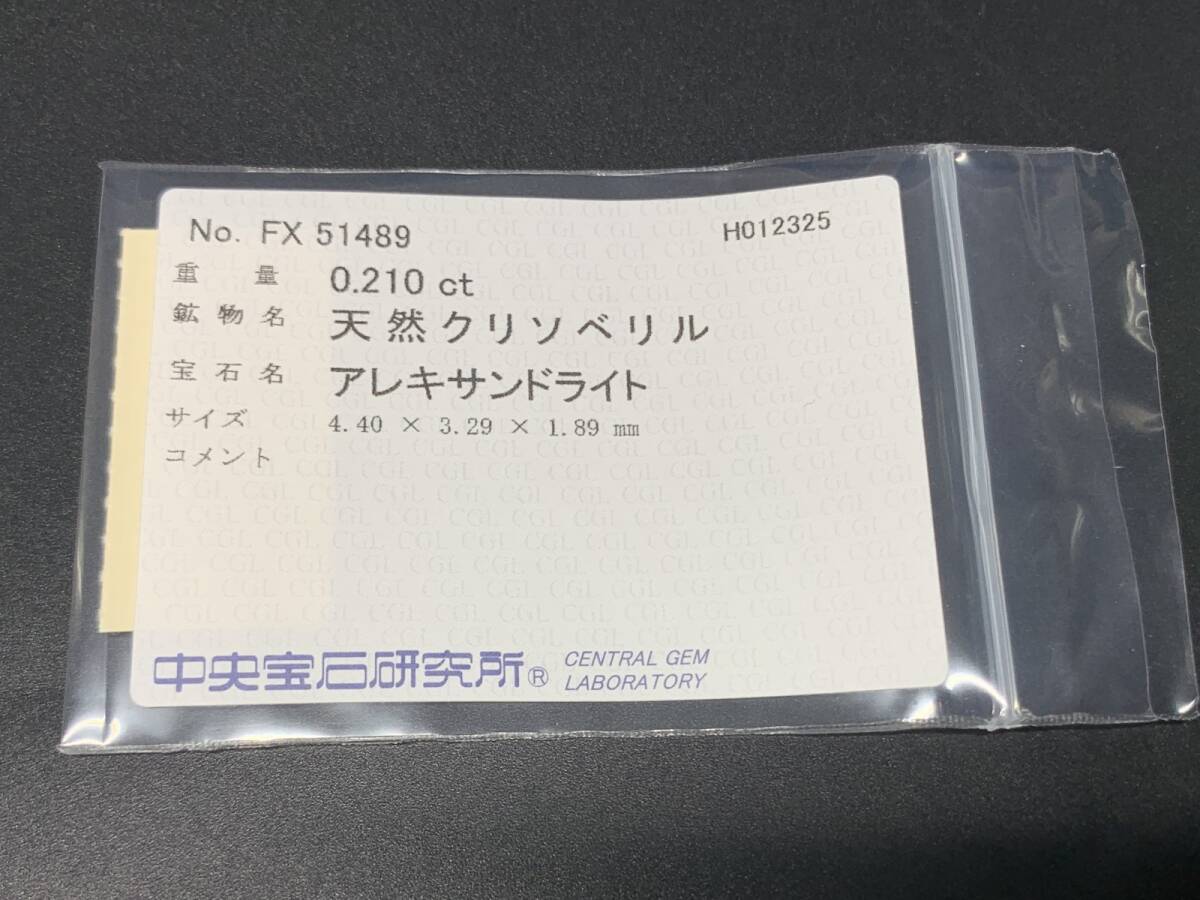 No. FX 51489 H012325
重量 0.210 ct
鉱物名 天然クリソベリル
宝石名 アレキサンドライト
サイズ 4.40 × 3.29 × 1.89 mm
コメント
中央宝石研究所® CENTRAL GEM
LABORATORY